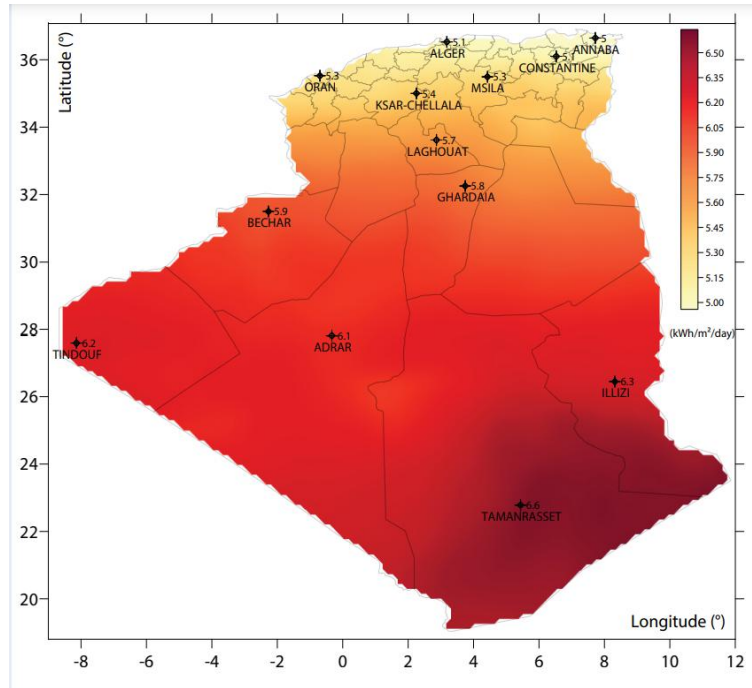 36
34
32
30
28
26
24
22
20
Latitude (°)
5.1
ALGER
5
ANNABA
5.1
CONSTANTINE
5.3
ORAN
5.3
MSILA
5.4
KSAR-CHELLALA
5.7
LAGHOUAT
5.8
GHARDAIA
5.9
BECHAR
6.2
TINDOUF
6.1
ADRAR
6.3
ILLIZI
6.6
TAMANRASSET
Longitude (°)
-8
-6
-4
-2
0
2
4
6
8
10
12
6.50
6.35
6.20
6.05
5.90
5.75
5.60
5.45
5.30
5.15
5.00
(kWh/m²/day)